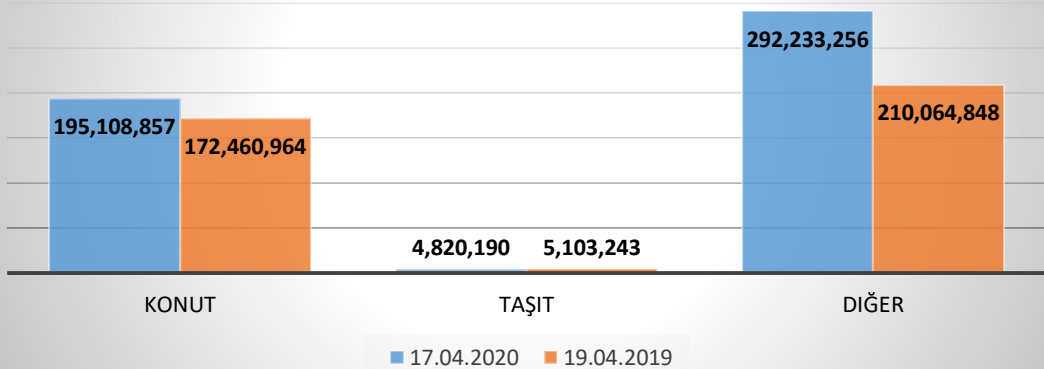 292,233,256
195,108,857
172,460,964
210,064,848
4,820,190
5,103,243
KONUT
TAŞIT
DIĞER
17.04.2020
19.04.2019